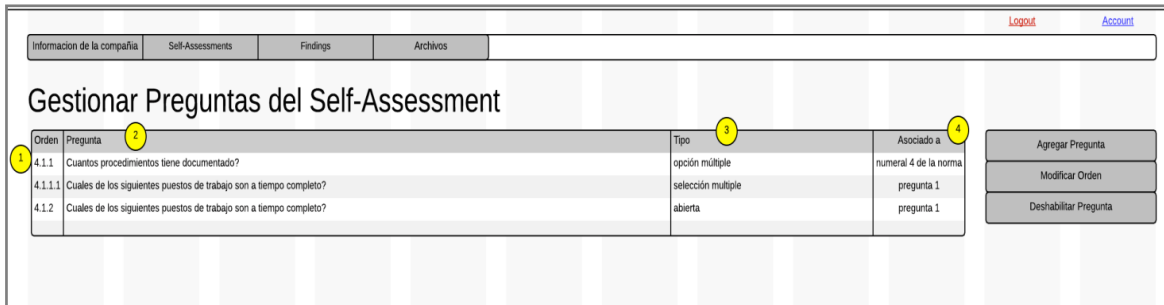 Logout Account
Informacion de la compañia Self-Assessments Findings Archivos
Gestionar Preguntas del Self-Assessment
Orden Pregunta 2 Tipo 3 Asociado a 4
1 4.1.1 Cuantos procedimientos tiene documentado? opción múltiple numeral 4 de la norma
4.1.1.1 Cuales de los siguientes puestos de trabajo son a tiempo completo? selección multiple pregunta 1
4.1.2 Cuales de los siguientes puestos de trabajo son a tiempo completo? abierta pregunta 1
Agregar Pregunta
Modificar Orden
Deshabilitar Pregunta